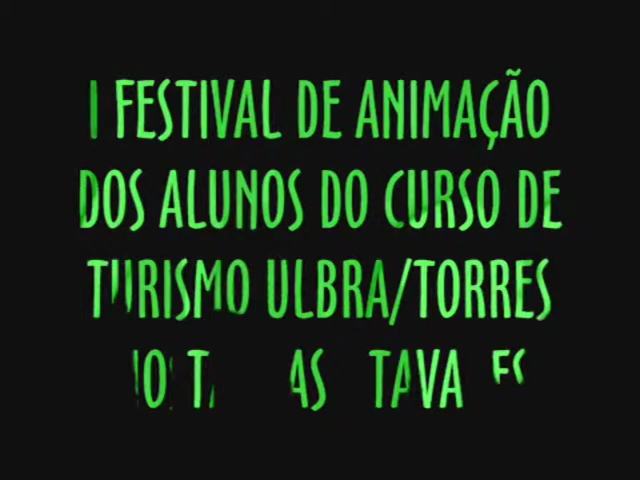 I FESTIVAL DE ANIMAÇÃO
DOS ALUNOS DO CURSO DE
TURISMO ULBRA/TORRES